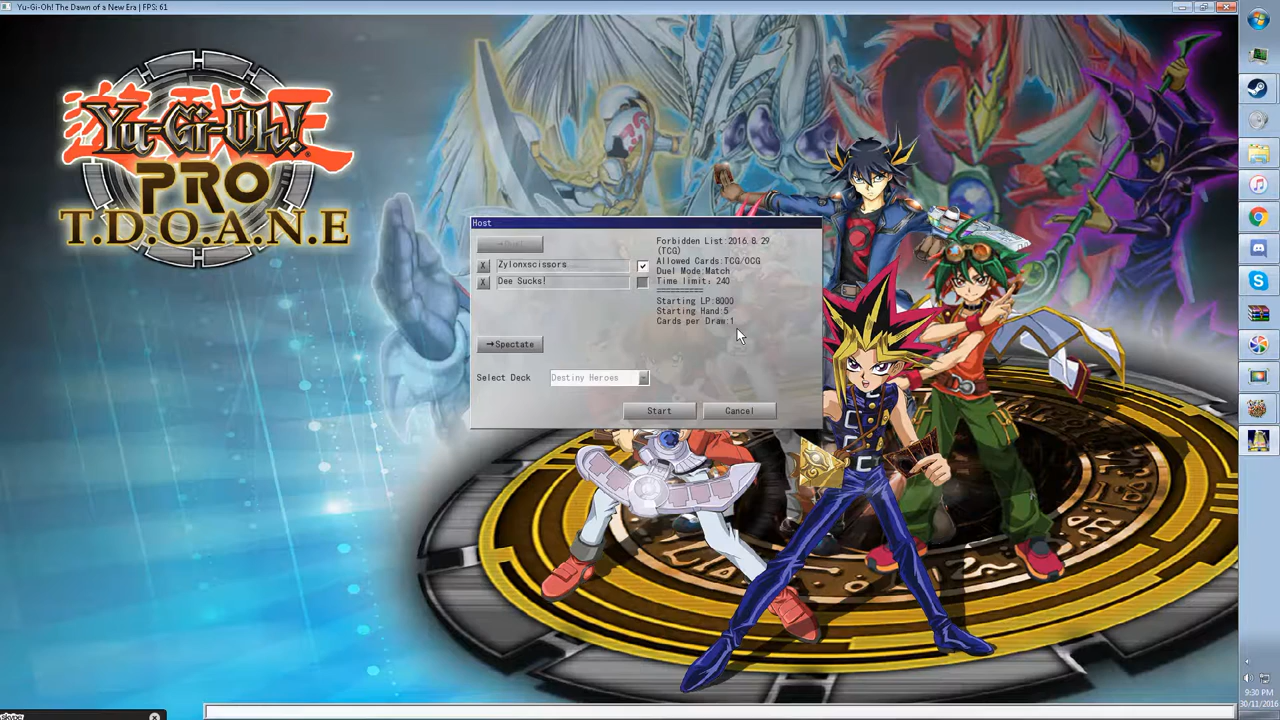 Yu-Gi-Oh! The Dawn of a New Era | FPS: 61
Yu-Gi-Oh!
PRO
T.D.O.A.N.E
Host
X Zylonxscissors
X Dee Sucks!
→Spectate
Select Deck Destiny Heroes
Start Cancel
Forbidden List:2016.8.29
(TCG)
Allowed Cards:TCG/OCG
Duel Mode:Match
Time limit: 240
==========
Starting LP:8000
Starting Hand:5
Cards per Draw:1
skype
9:30 PM
30/11/2016